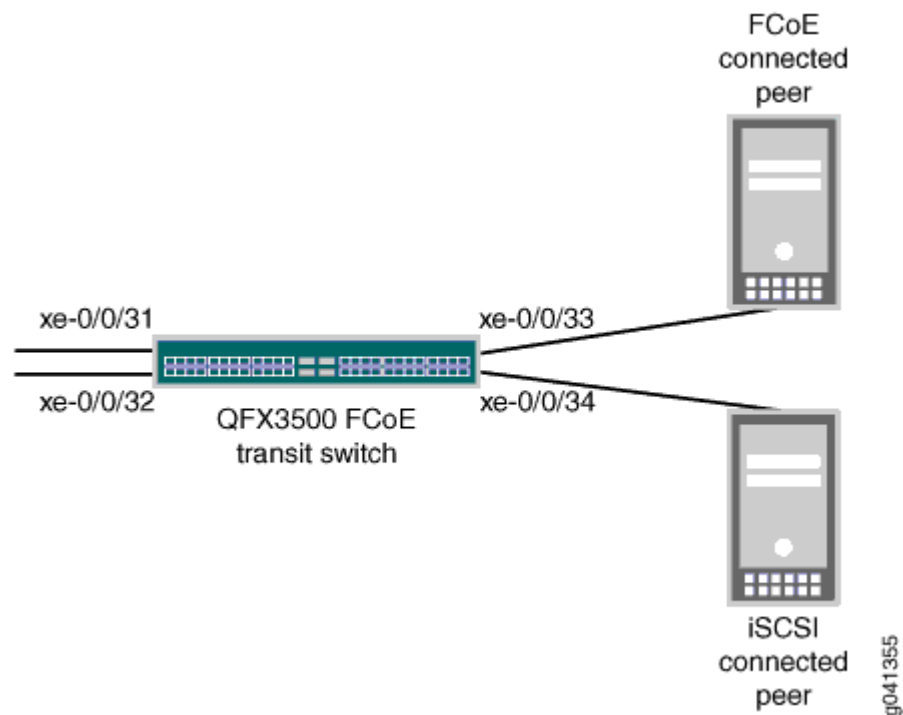 FCoE
connected
peer
xe-0/0/31
xe-0/0/33
xe-0/0/32
xe-0/0/34
QFX3500 FCoE
transit switch
iSCSI
connected
peer
g041355